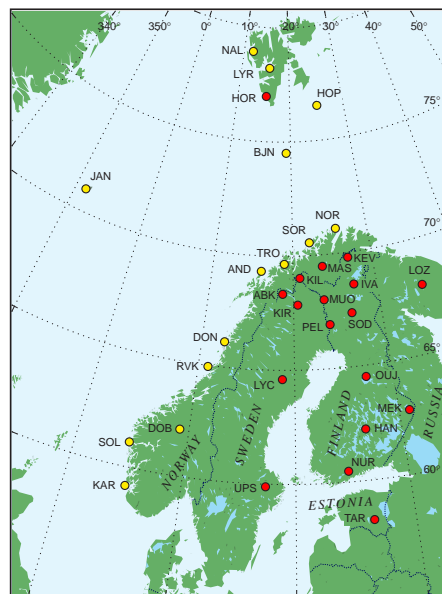 340° 350° 0° 10° 20° 30° 40°
NAL
LYR
HOR
HOP
75°
BJN
JAN
NOR
70°
SOR
TRO
KEV
AND
MAS
LOZ
KIL
IVA
ABK
MUO
KIR
SOD
PEL
DON
65°
RVK
OUJ
LYC
MEK
DOB
HAN
SOL
NORWAY
SWEDEN
FINLAND
RUSSIA
NUR
60°
KAR
UPS
ESTONIA
TAR